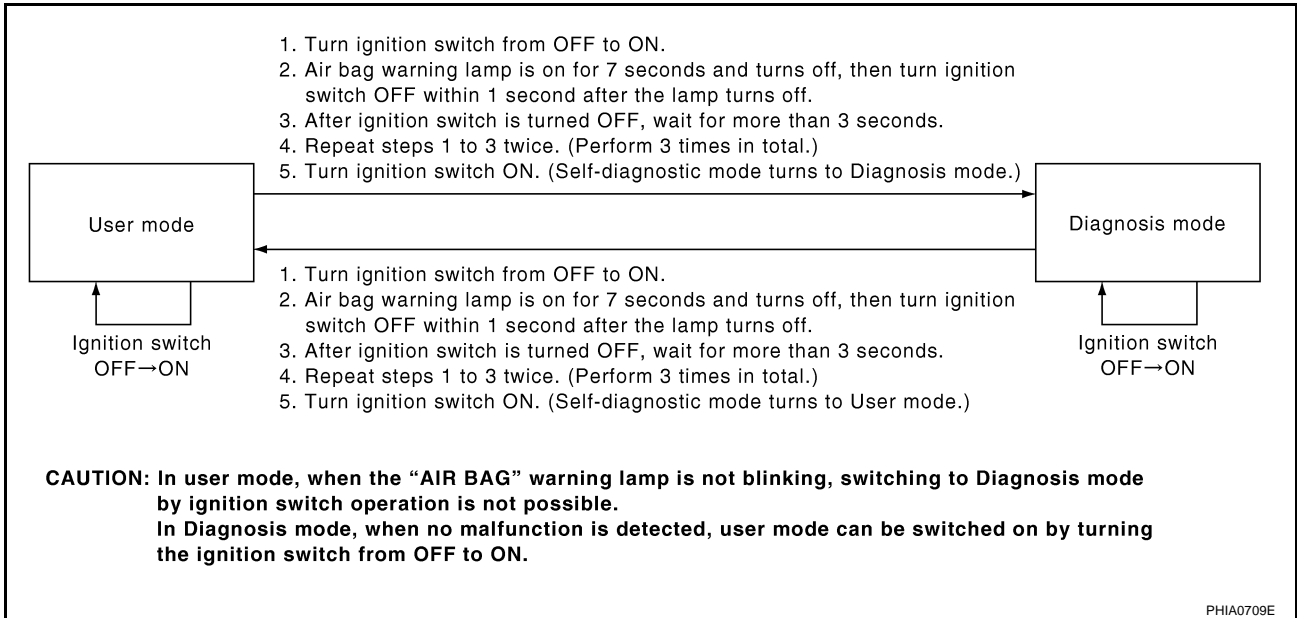 1. Turn ignition switch from OFF to ON.
2. Air bag warning lamp is on for 7 seconds and turns off, then turn ignition
switch OFF within 1 second after the lamp turns off.
3. After ignition switch is turned OFF, wait for more than 3 seconds.
4. Repeat steps 1 to 3 twice. (Perform 3 times in total.)
5. Turn ignition switch ON. (Self-diagnostic mode turns to Diagnosis mode.)
User mode
Diagnosis mode
1. Turn ignition switch from OFF to ON.
2. Air bag warning lamp is on for 7 seconds and turns off, then turn ignition
switch OFF within 1 second after the lamp turns off.
3. After ignition switch is turned OFF, wait for more than 3 seconds.
4. Repeat steps 1 to 3 twice. (Perform 3 times in total.)
5. Turn ignition switch ON. (Self-diagnostic mode turns to User mode.)
Ignition switch
OFF→ON
Ignition switch
OFF→ON
CAUTION: In user mode, when the “AIR BAG” warning lamp is not blinking, switching to Diagnosis mode
by ignition switch operation is not possible.
In Diagnosis mode, when no malfunction is detected, user mode can be switched on by turning
the ignition switch from OFF to ON.
PHIA0709E